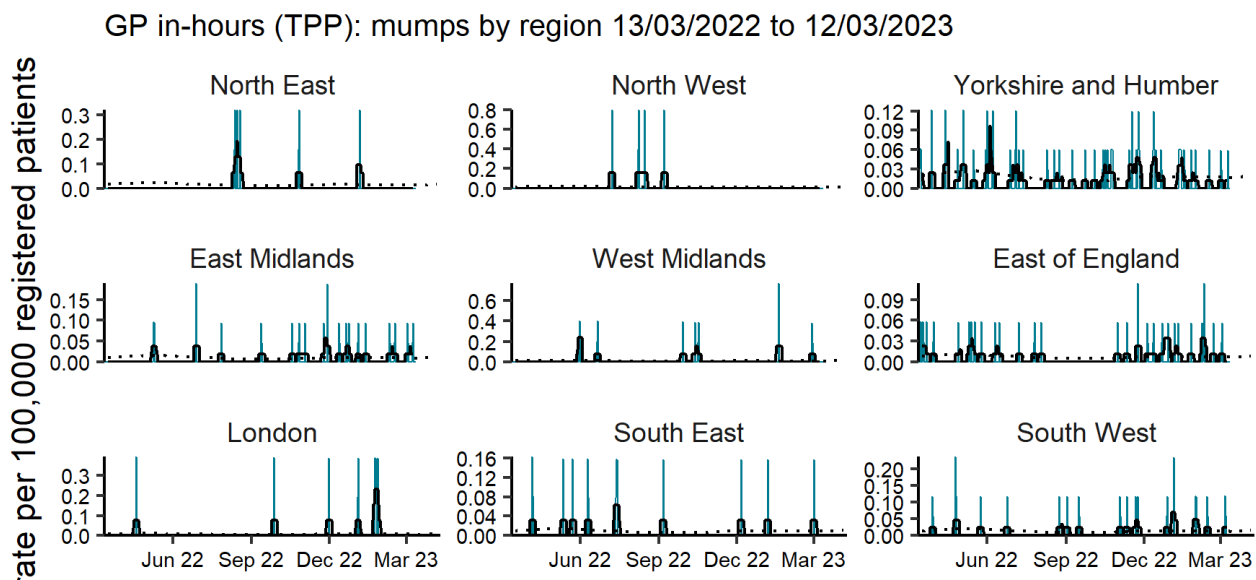 GP in-hours (TPP): mumps by region 13/03/2022 to 12/03/2023
rate per 100,000 registered patients
North East
0.3
0.2
0.1
0.0
North West
0.8
0.6
0.4
0.2
0.0
Yorkshire and Humber
0.12
0.09
0.06
0.03
0.00
East Midlands
0.15
0.10
0.05
0.00
West Midlands
0.6
0.4
0.2
0.0
East of England
0.09
0.06
0.03
0.00
London
0.3
0.2
0.1
0.0
Jun 22 Sep 22 Dec 22 Mar 23
South East
0.16
0.12
0.08
0.04
0.00
Jun 22 Sep 22 Dec 22 Mar 23
South West
0.20
0.15
0.10
0.05
0.00
Jun 22 Sep 22 Dec 22 Mar 23